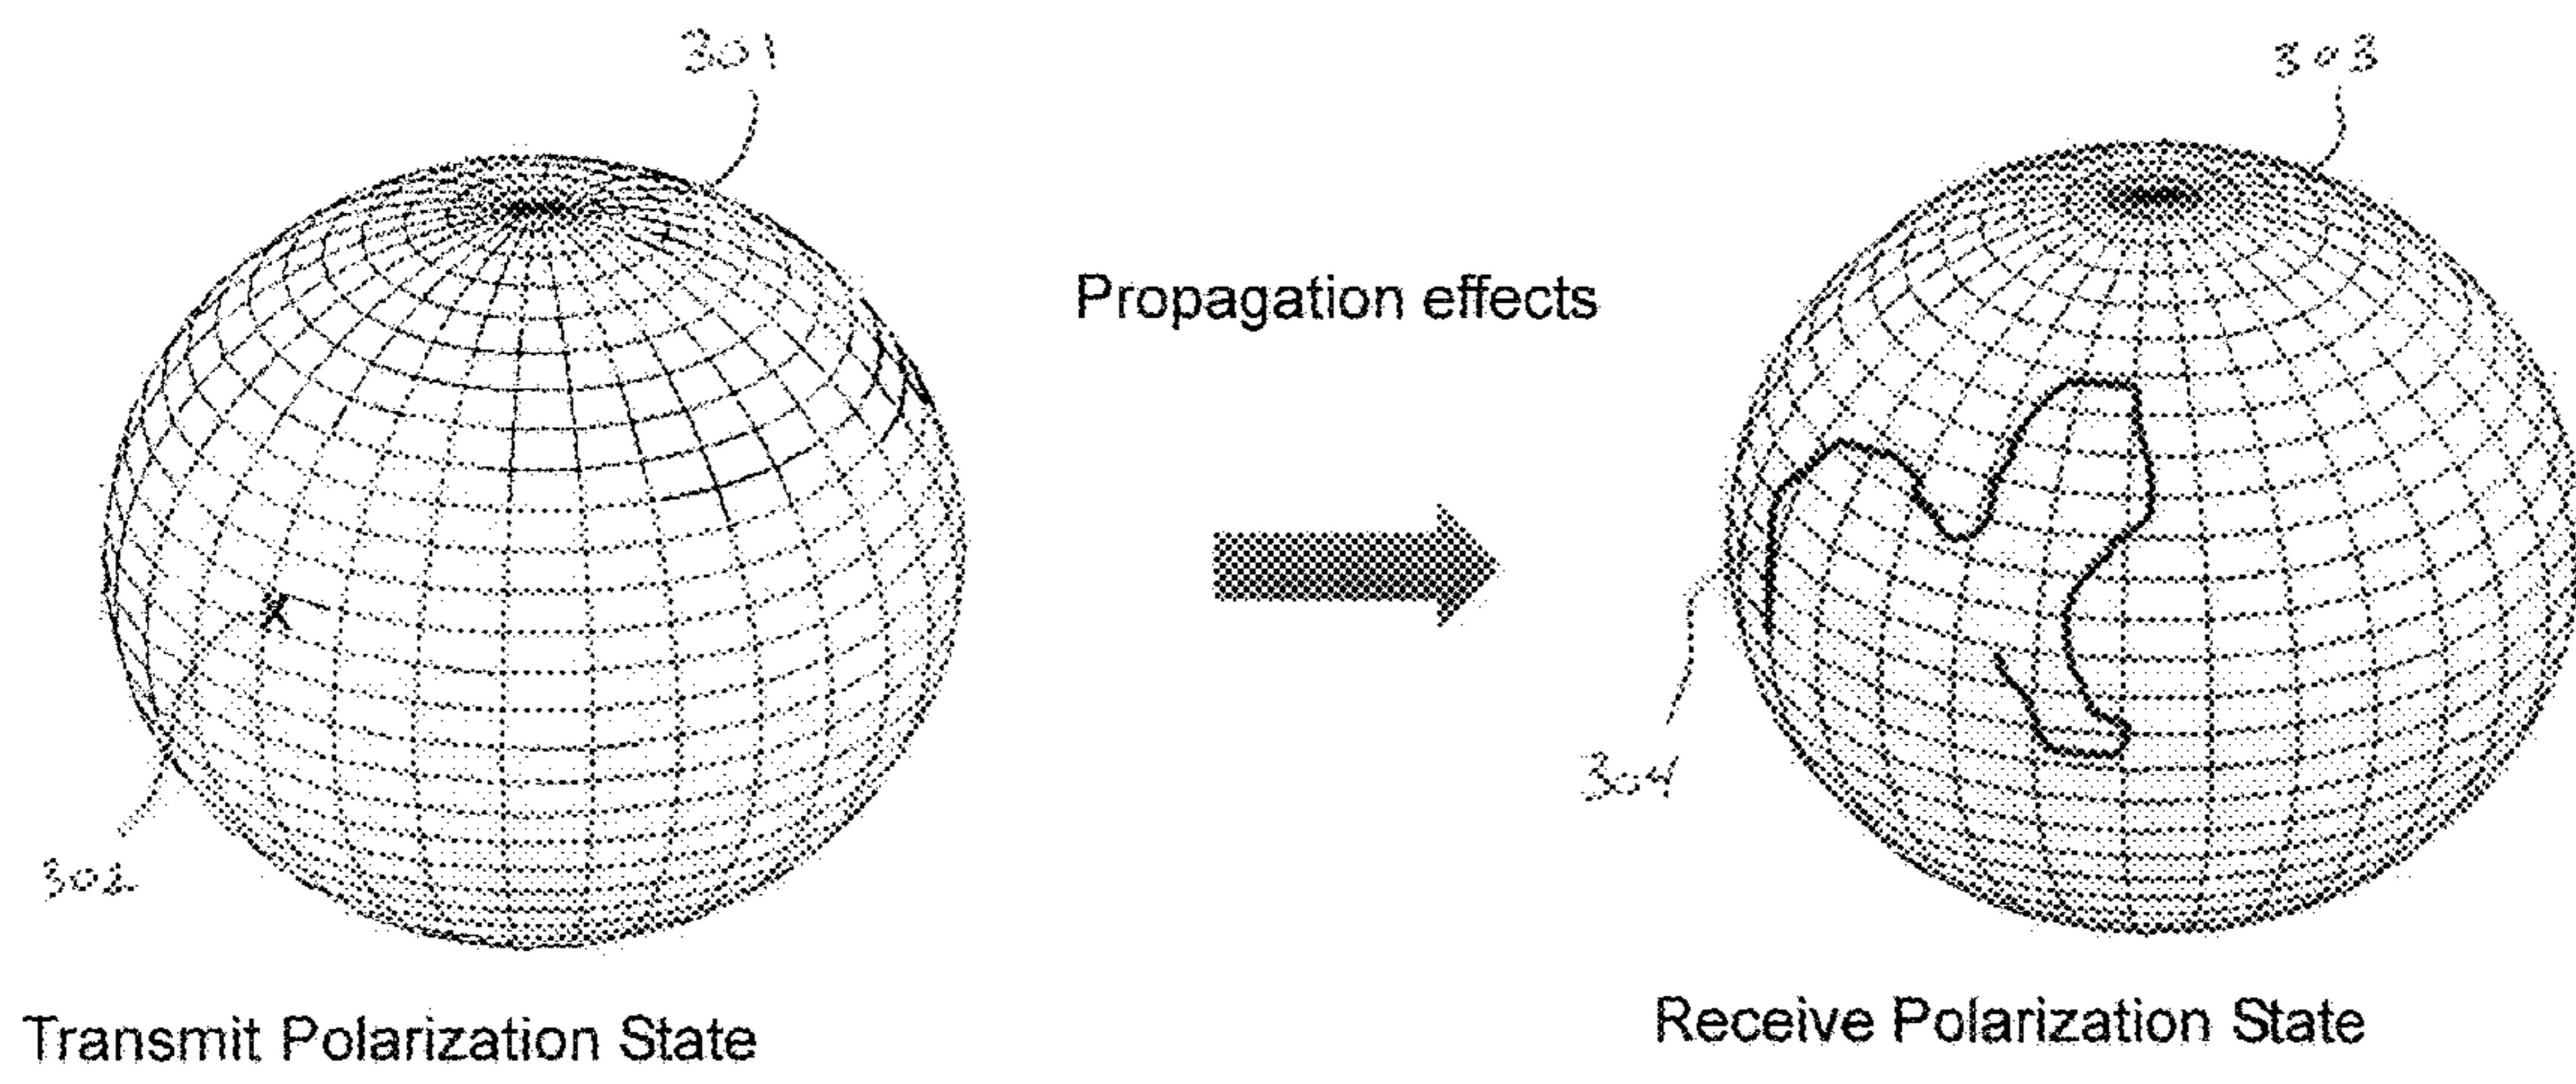 301
303
Propagation effects
X
304
302
Transmit Polarization State
Receive Polarization State